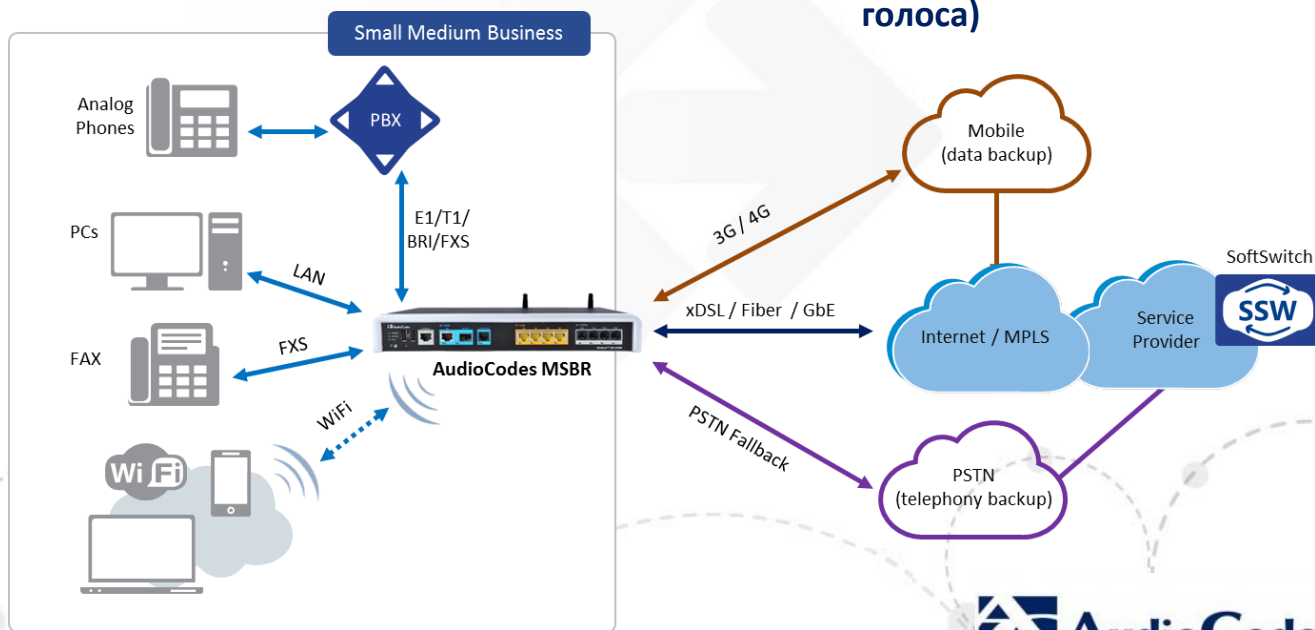 голоса)
Small Medium Business
Analog
Phones
PBX
E1/T1/
BRI/FXS
PCs
LAN
FAX
FXS
AudioCodes MSBR
WiFi
Wi Fi
Mobile
(data backup)
3G / 4G
xDSL / Fiber / GbE
Internet / MPLS
Service
Provider
SoftSwitch
SSW
PSTN Fallback
PSTN
(telephony backup)